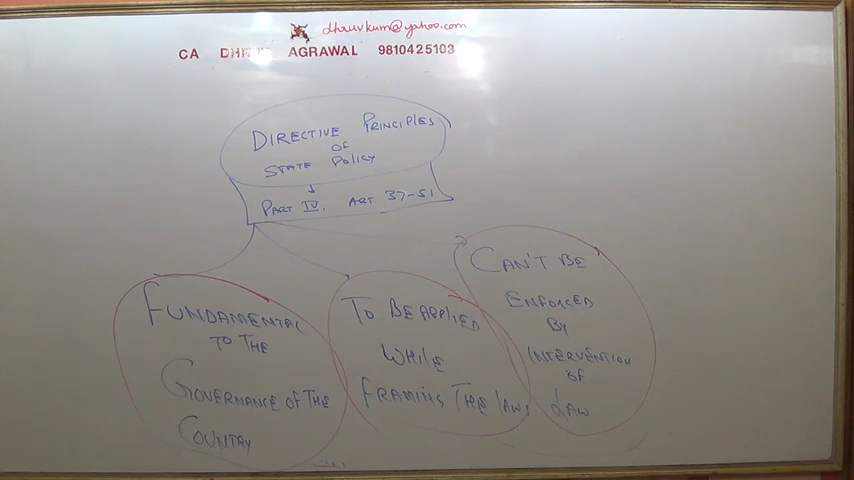 dhruvkum@yahoo.com
CA AGRAWAL 9810425103
DIRECTIVE PRINCIPLES
OF
STATE POLICY
PART IV. ART 37-51
FUNDAMENTAL
TO THE
GOVERNANCE OF THE
COUNTRY
TO BE APPLIED
WHILE
FRAMING THE LAWS
CAN'T BE
ENFORCED
BY
INTERVENTION
OF
LAW